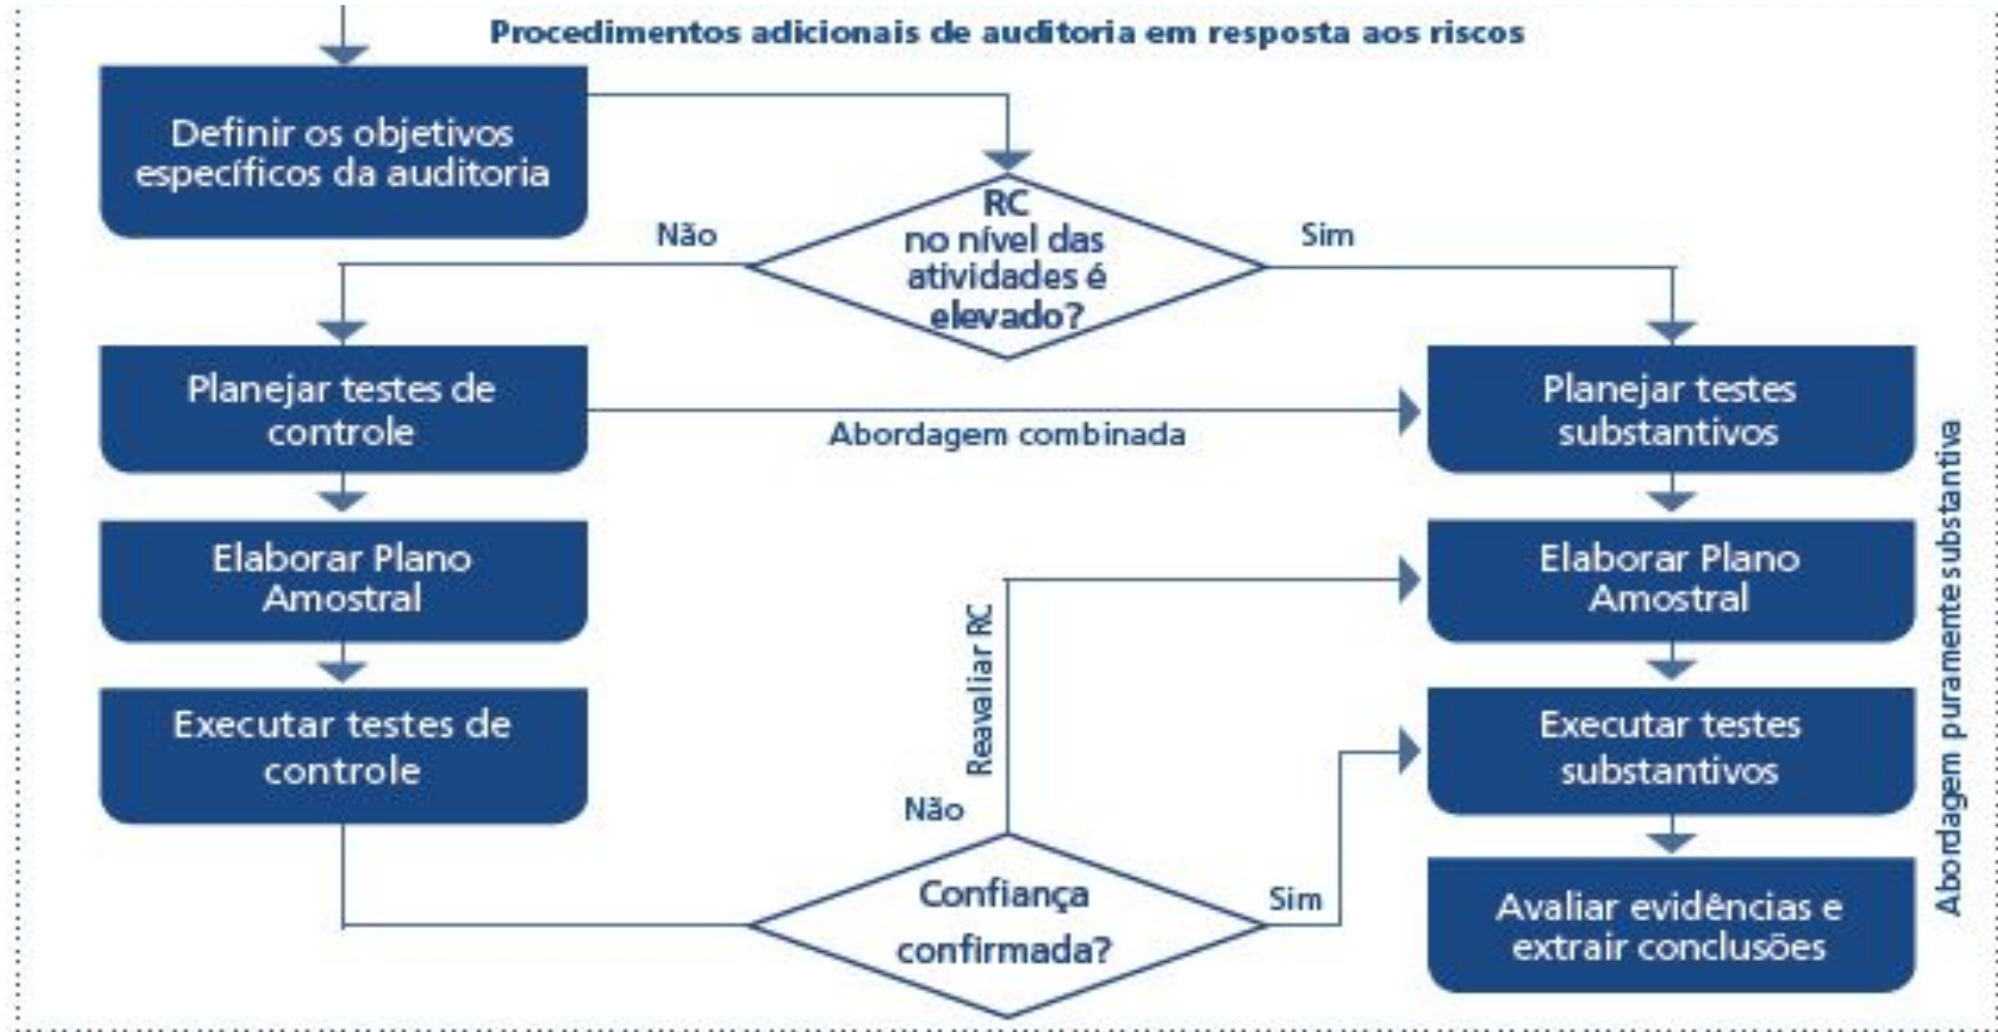 Procedimentos adicionais de auditoria em resposta aos riscos
Definir os objetivos
específicos da auditoria
RC
no nível das
atividades é
elevado?
Não
Sim
Planejar testes de
controle
Abordagem combinada
Planejar testes
substantivos
Elaborar Plano
Amostral
Elaborar Plano
Amostral
Reavaliar RC
Executar testes de
controle
Executar testes
substantivos
Não
Confiança
confirmada?
Sim
Avaliar evidências e
extrair conclusões
Abordagem puramente substantiva